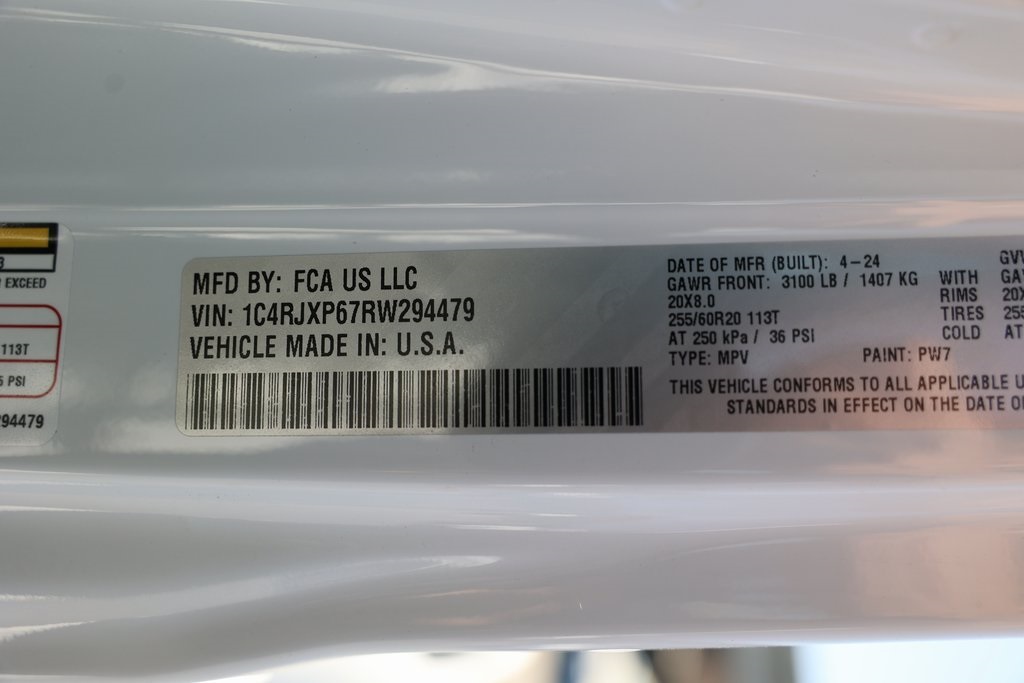 EXCEED
113T
PSI
294479
MFD BY: FCA US LLC
VIN: 1C4RJXP67RW294479
VEHICLE MADE IN: U.S.A.
DATE OF MFR (BUILT): 4-24
GAWR FRONT: 3100 LB / 1407 KG WITH
20X8.0 RIMS
255/60R20 113T TIRES
AT 250 kPa / 36 PSI COLD AT
TYPE: MPV PAINT: PW7
THIS VEHICLE CONFORMS TO ALL APPLICABLE
STANDARDS IN EFFECT ON THE DATE